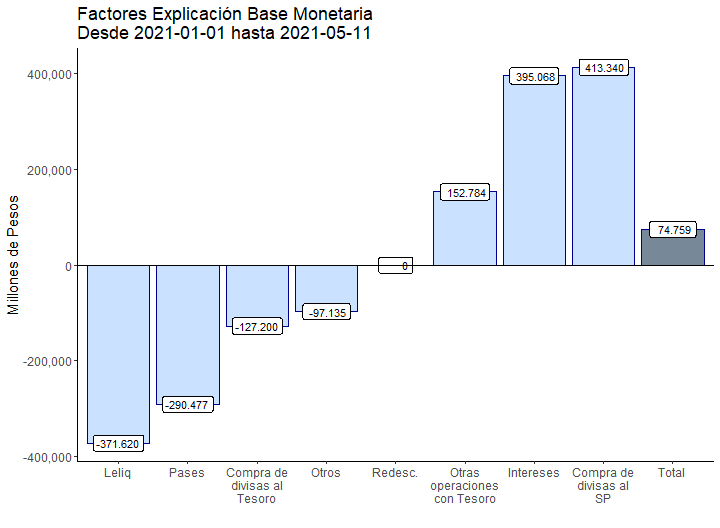 Factores Explicación Base Monetaria
Desde 2021-01-01 hasta 2021-05-11
Millones de Pesos
400,000
200,000
0
-200,000
-400,000
-371.620
-290.477
-127.200
-97.135
0
152.784
395.068
413.340
74.759
Leliq
Pases
Compra de
divisas al
Tesoro
Otros
Redesc.
Otras
operaciones
con Tesoro
Intereses
Compra de
divisas al
SP
Total